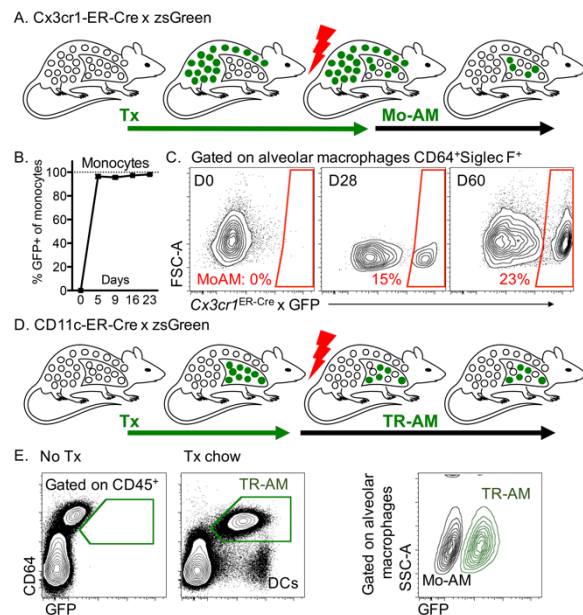 A. Cx3cr1-ER-Cre x zsGreen
Tx
Mo-AM
B.
Monocytes
% GFP+ of monocytes
100
80
60
40
20
0
Days
0 5 9 16 23
C. Gated on alveolar macrophages CD64+Siglec F+
D0
D28
D60
FSC-A
MoAM: 0%
15%
23%
Cx3cr1ER-Cre x GFP
D. CD11c-ER-Cre x zsGreen
Tx
TR-AM
E. No Tx
Tx chow
Gated on CD45+
TR-AM
DCs
CD64
GFP
Gated on alveolar
macrophages
SSC-A
TR-AM
Mo-AM
GFP